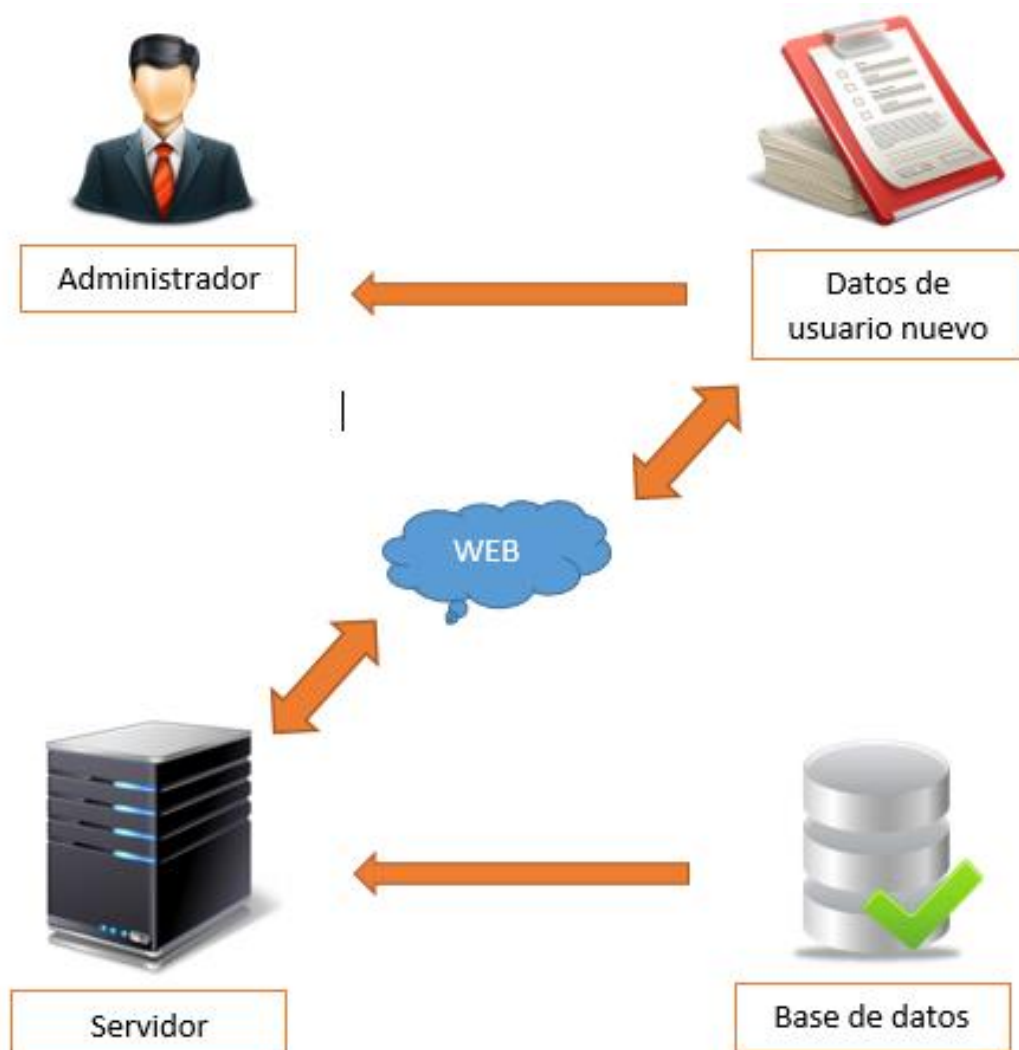 Administrador
Datos de
usuario nuevo
WEB
Servidor
Base de datos